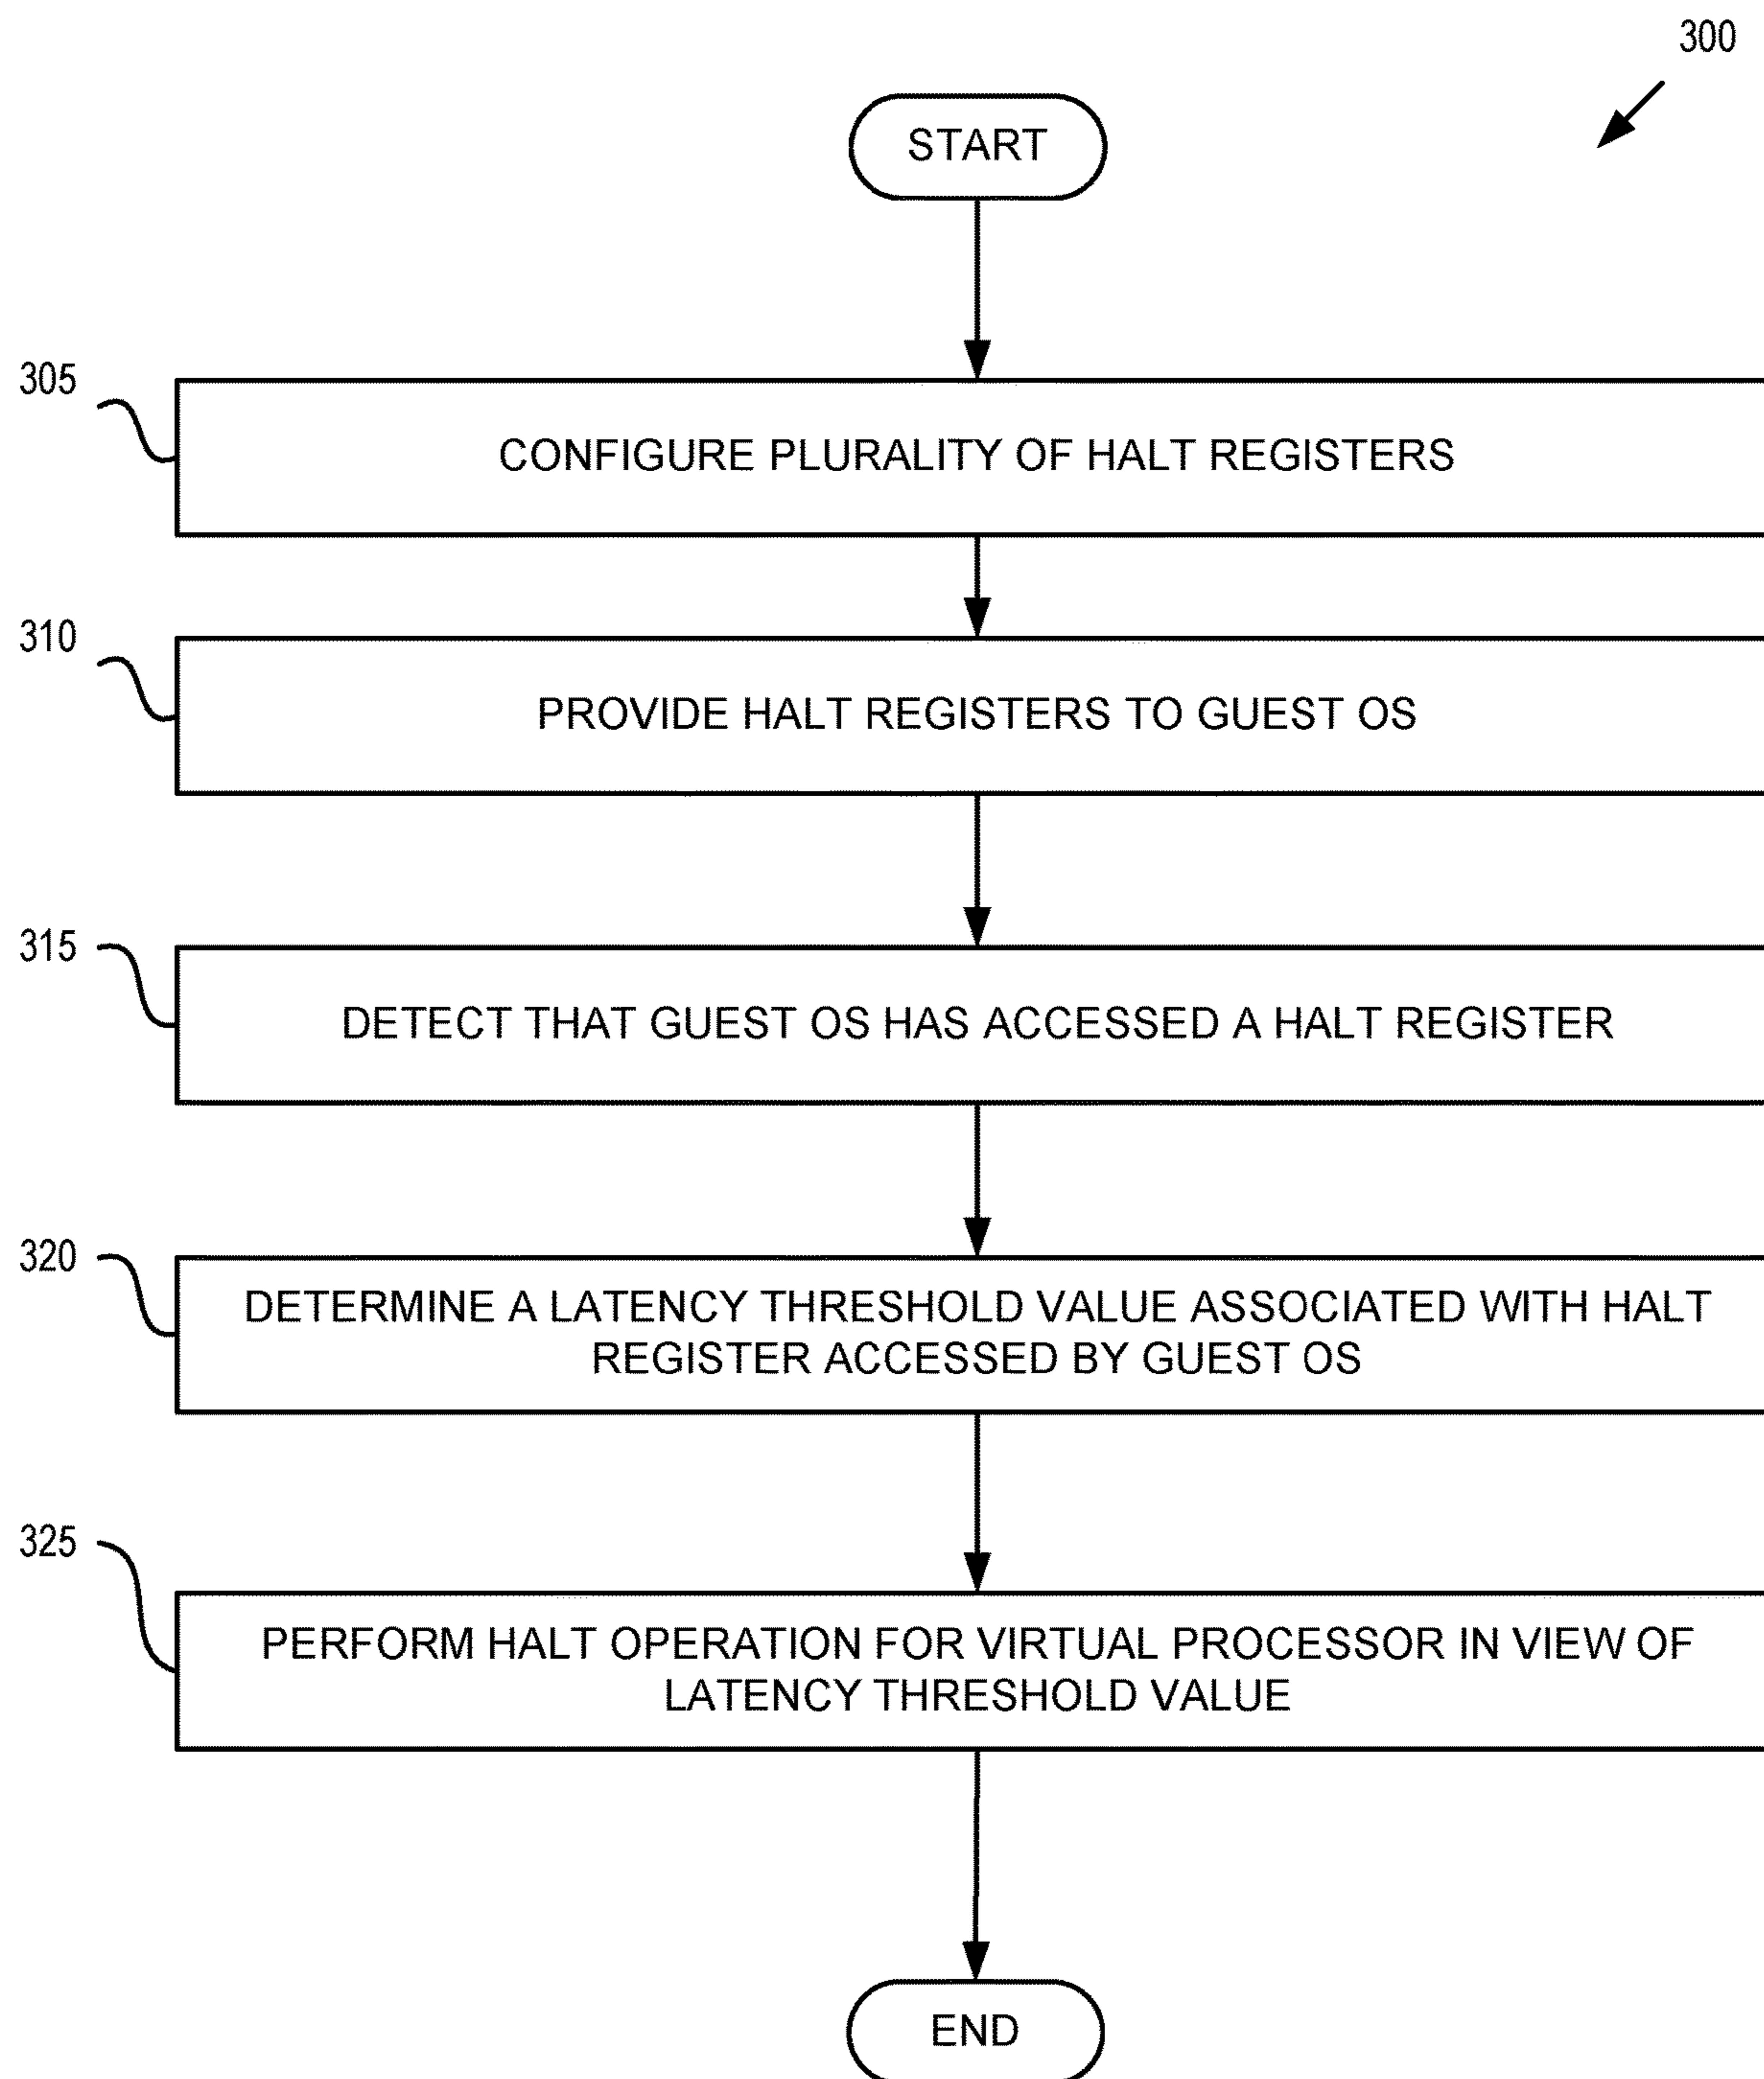 300
START
305
CONFIGURE PLURALITY OF HALT REGISTERS
310
PROVIDE HALT REGISTERS TO GUEST OS
315
DETECT THAT GUEST OS HAS ACCESSED A HALT REGISTER
320
DETERMINE A LATENCY THRESHOLD VALUE ASSOCIATED WITH HALT
REGISTER ACCESSED BY GUEST OS
325
PERFORM HALT OPERATION FOR VIRTUAL PROCESSOR IN VIEW OF
LATENCY THRESHOLD VALUE
END